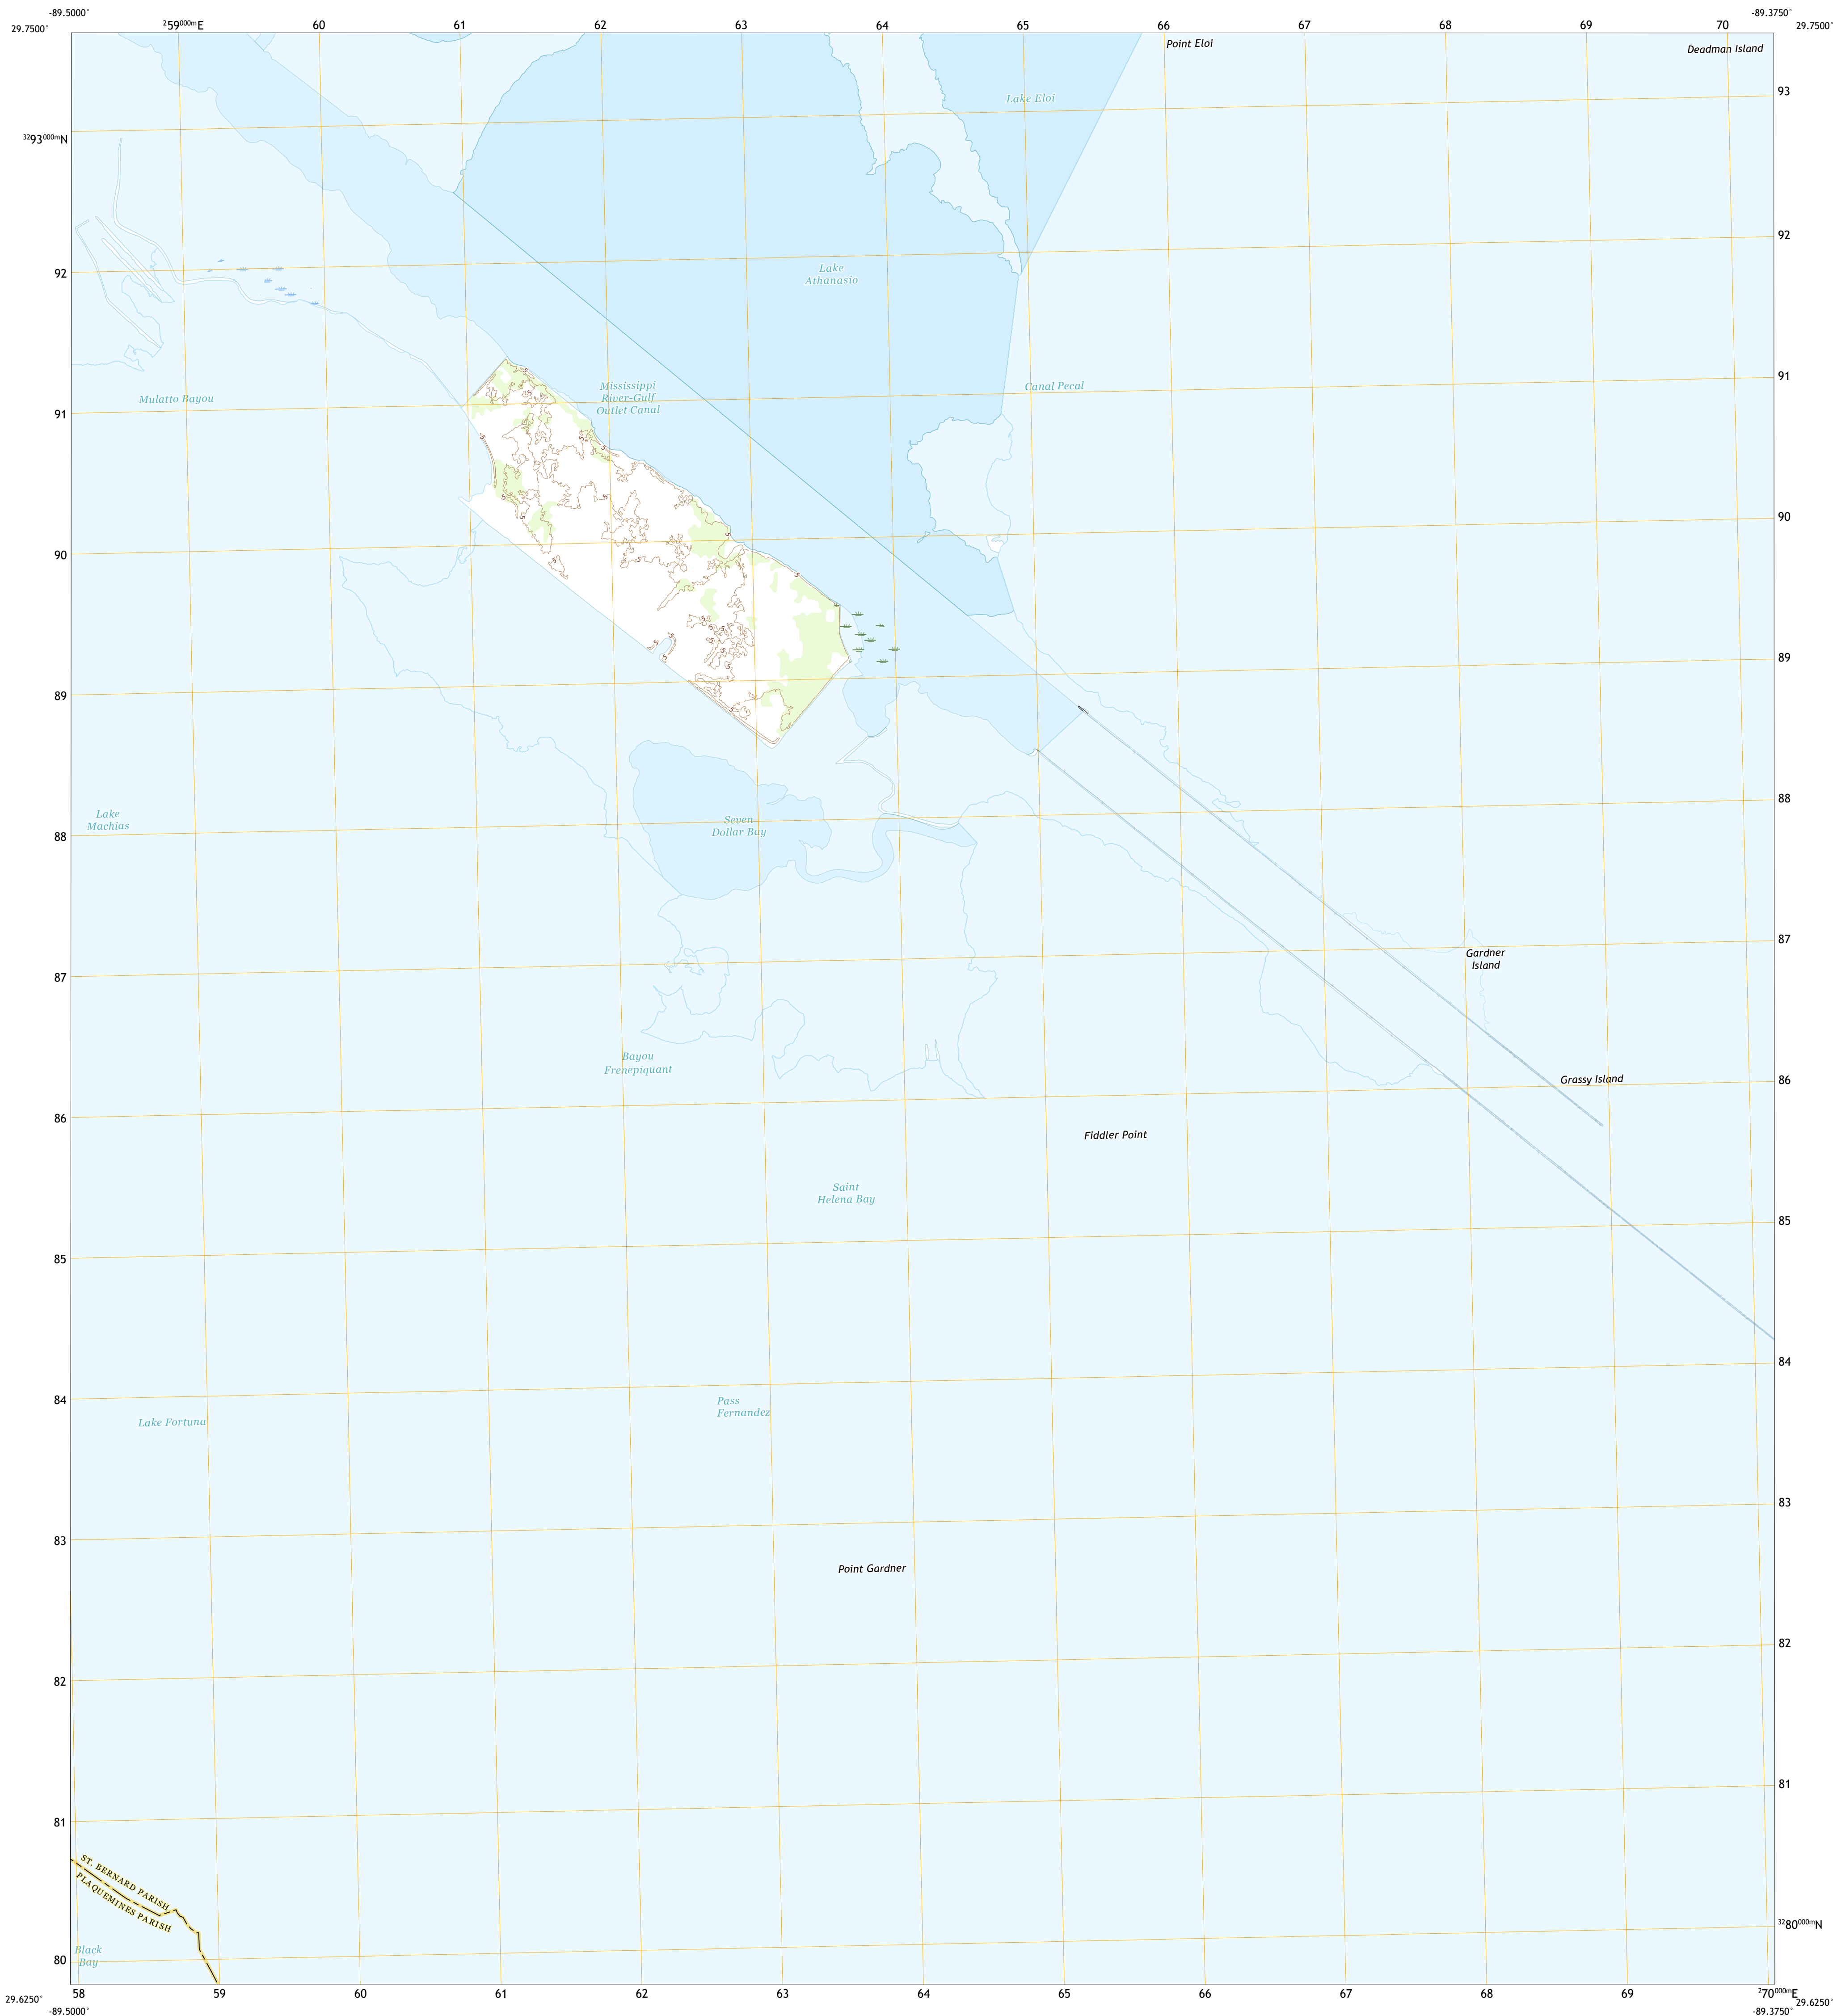 -89.5000°
-89.3750°
29.7500°
²59⁰⁰⁰ᵐE
60
61
62
63
64
65
66
67
68
69
70
29.7500°
Point Eloi
Deadman Island
Lake Eloi
93
³²93⁰⁰⁰ᵐN
92
92
Lake
Athanasio
91
Mississippi
River-Gulf
Outlet Canal
Canal Pecal
Mulatto Bayou
91
90
90
89
89
88
Lake
Machias
Seven
Dollar Bay
88
87
Gardner
Island
87
Bayou
Frenepiquant
Grassy Island
86
86
Fiddler Point
Saint
Helena Bay
85
85
84
84
Pass
Fernandez
Lake Fortuna
83
83
Point Gardner
82
82
81
81
ST. BERNARD PARISH
PLAQUEMINES PARISH
³²80⁰⁰⁰ᵐN
Black
Bay
80
29.6250°
58
59
60
61
62
63
64
65
66
67
68
69
²70⁰⁰⁰ᵐE
29.6250°
-89.5000°
-89.3750°